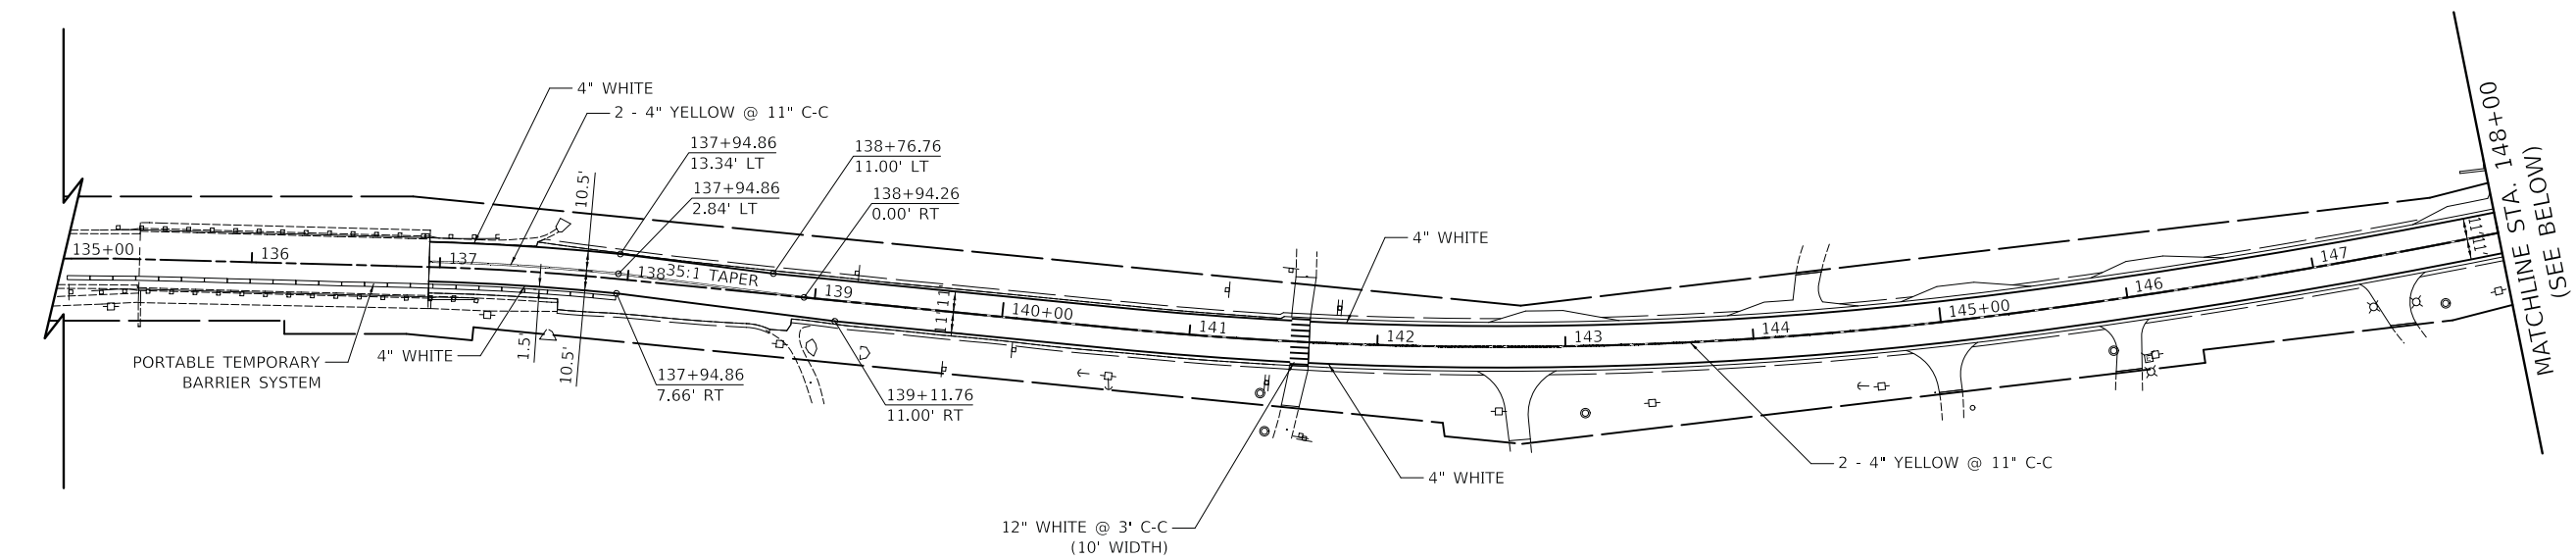 4" WHITE
2 - 4" YELLOW @ 11" C-C
137+94.86
13.34' LT
138+76.76
11.00' LT
137+94.86
2.84' LT
138+94.26
0.00' RT
10.5'
135+00
136
137
138
35:1 TAPER
139
11'
11'
140+00
141
4" WHITE
142
143
144
145+00
146
147
11'
11'
MATCHLINE STA. 148+00
(SEE BELOW)
PORTABLE TEMPORARY
BARRIER SYSTEM
4" WHITE
1.5'
10.5'
137+94.86
7.66' RT
139+11.76
11.00' RT
4" WHITE
2 - 4" YELLOW @ 11" C-C
12" WHITE @ 3' C-C
(10' WIDTH)